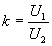 k = U₁/U₂